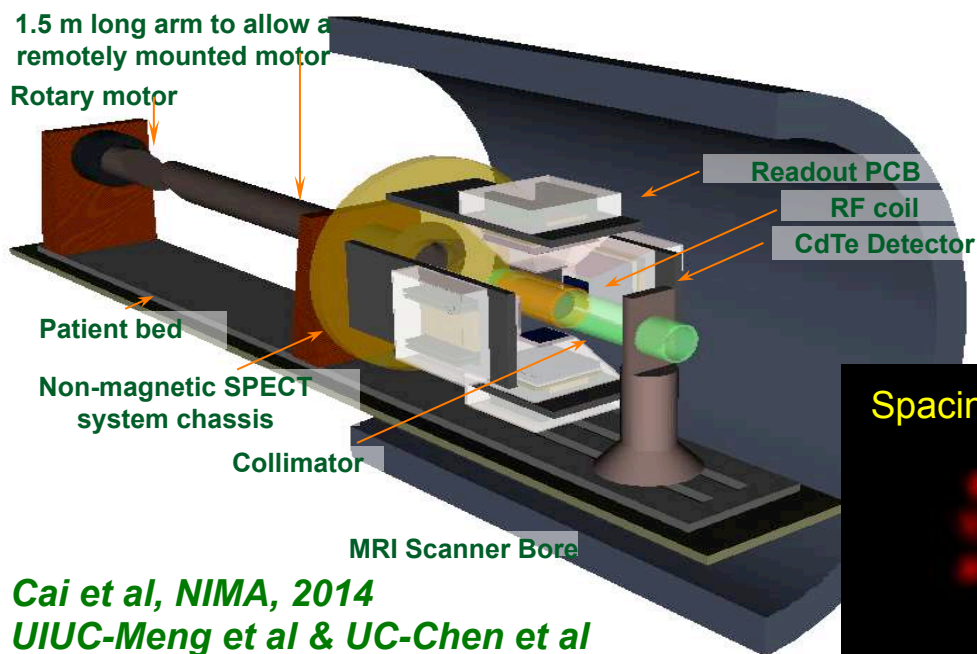 1.5 m long arm to allow a
remotely mounted motor
Rotary motor
Readout PCB
RF coil
CdTe Detector
Patient bed
Non-magnetic SPECT
system chassis
Collimator
MRI Scanner Bore
Cai et al, NIMA, 2014
UIUC-Meng et al & UC-Chen et al